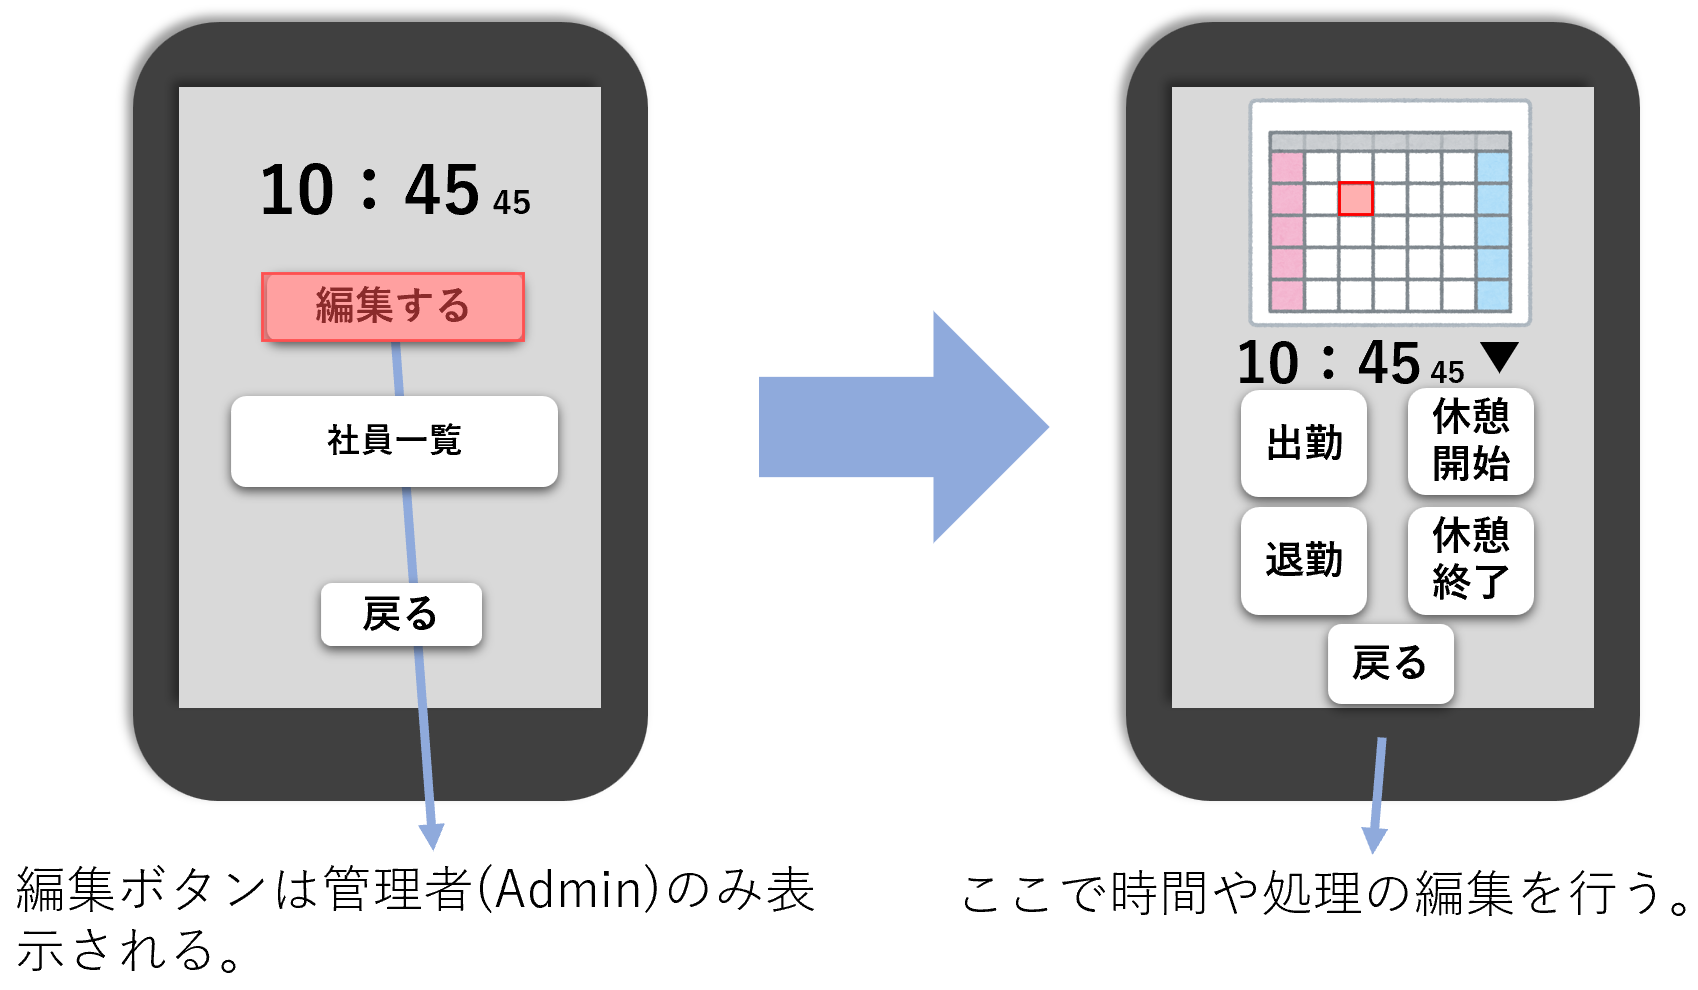 10：45 45
編集する
社員一覧
戻る
編集ボタンは管理者(Admin)のみ表
示される。
10：45 45 ▼
出勤
休憩
開始
退勤
休憩
終了
戻る
ここで時間や処理の編集を行う。